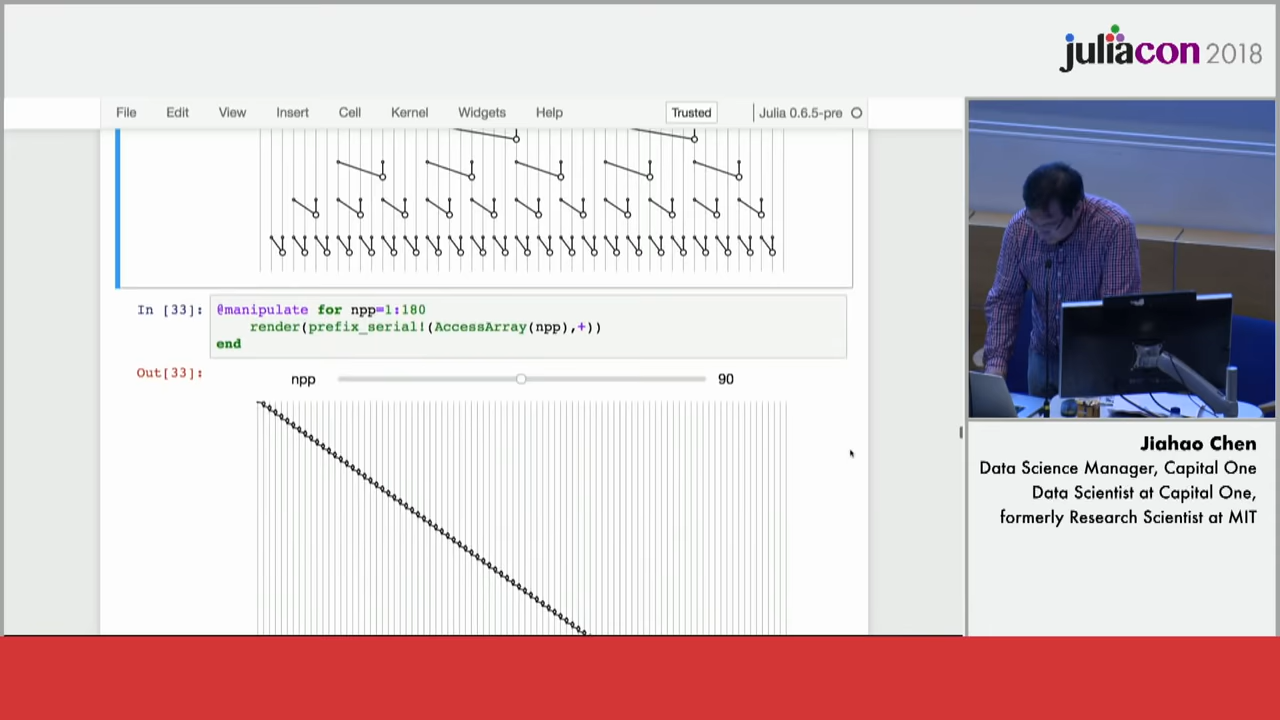 juliacon 2018
File Edit View Insert Cell Kernel Widgets Help Trusted Julia 0.6.5-pre
In [33]: @manipulate for npp=1:180
render(prefix_serial!(AccessArray(npp),+))
end
Out[33]:
npp 90
Jiahao Chen
Data Science Manager, Capital One
Data Scientist at Capital One,
formerly Research Scientist at MIT